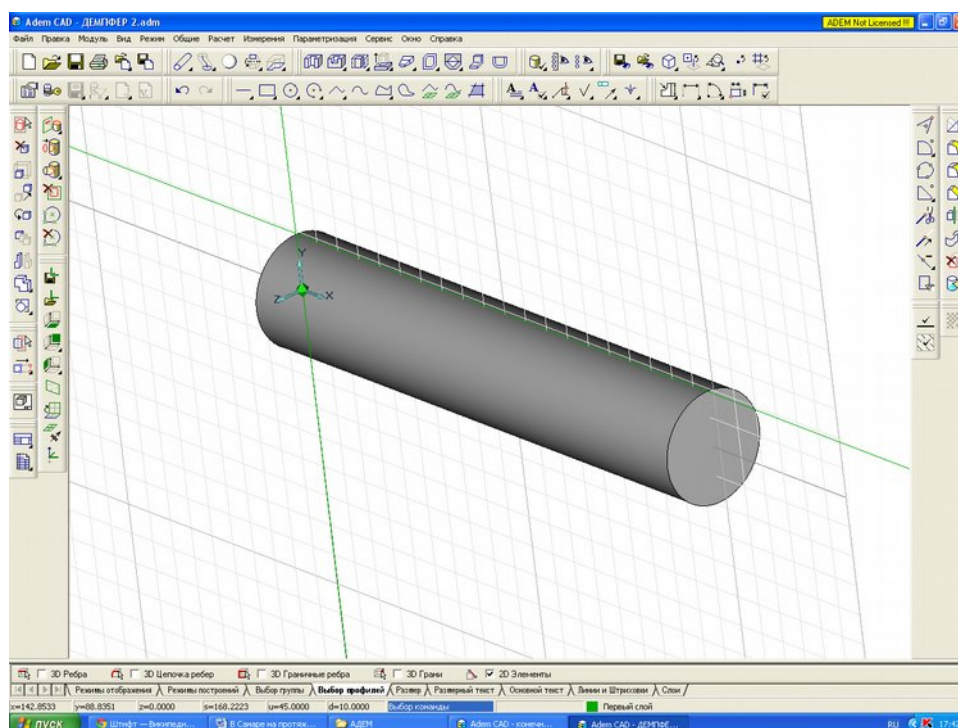 Adem CAD - ДЕМПФЕР 2.adm
ADEM Not Licensed !!!
Файл Правка Модуль Вид Режим Общие Расчет Измерения Параметризация Сервис Окно Справка
Y
Z X
3D Ребра 3D Цепочка ребер 3D Граничные ребра 3D Грани 2D Элементы
Режимы отображения Режимы построений Выбор группы Выбор профилей Размер Размерный текст Основной текст Линии и Штриховки Слои
x=142.8533 y=88.8351 z=0.0000 s=168.2223 u=45.0000 d=10.0000 Выбор команды Первый слой
пуск Штифт — Википеди... В Самаре на протяж... АДЕМ Adem CAD - конечн... Adem CAD - ДЕМПФЕ... RU 17:42